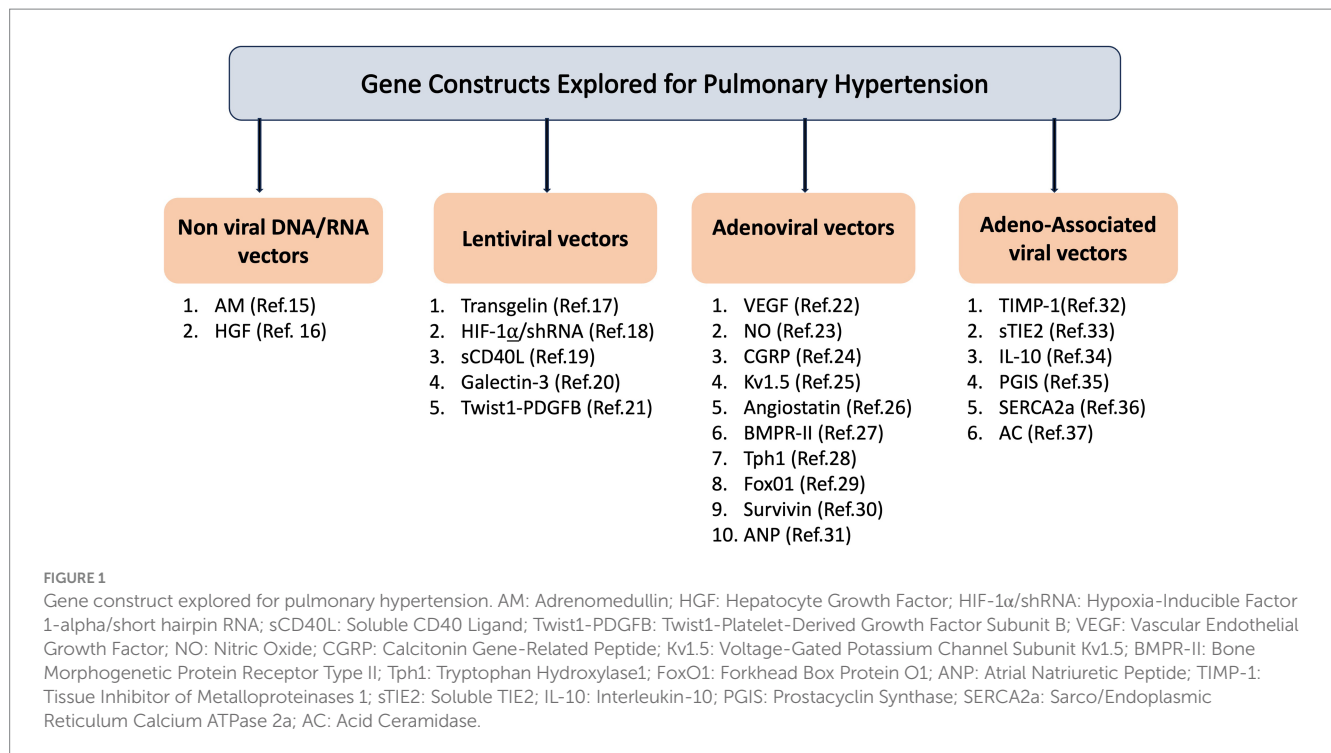 Gene Constructs Explored for Pulmonary Hypertension
Non viral DNA/RNA
vectors
1. AM (Ref.15)
2. HGF (Ref. 16)
Lentiviral vectors
1. Transgelin (Ref.17)
2. HIF-1α/shRNA (Ref.18)
3. sCD40L (Ref.19)
4. Galectin-3 (Ref.20)
5. Twist1-PDGFB (Ref.21)
Adenoviral vectors
1. VEGF (Ref.22)
2. NO (Ref.23)
3. CGRP (Ref.24)
4. Kv1.5 (Ref.25)
5. Angiostatin (Ref.26)
6. BMPR-II (Ref.27)
7. Tph1 (Ref.28)
8. Fox01 (Ref.29)
9. Survivin (Ref.30)
10. ANP (Ref.31)
Adeno-Associated
viral vectors
1. TIMP-1(Ref.32)
2. sTIE2 (Ref.33)
3. IL-10 (Ref.34)
4. PGIS (Ref.35)
5. SERCA2a (Ref.36)
6. AC (Ref.37)
FIGURE 1
Gene construct explored for pulmonary hypertension. AM: Adrenomedullin; HGF: Hepatocyte Growth Factor; HIF-1α/shRNA: Hypoxia-Inducible Factor
1-alpha/short hairpin RNA; sCD40L: Soluble CD40 Ligand; Twist1-PDGFB: Twist1-Platelet-Derived Growth Factor Subunit B; VEGF: Vascular Endothelial
Growth Factor; NO: Nitric Oxide; CGRP: Calcitonin Gene-Related Peptide; Kv1.5: Voltage-Gated Potassium Channel Subunit Kv1.5; BMPR-II: Bone
Morphogenetic Protein Receptor Type II; Tph1: Tryptophan Hydroxylase1; FoxO1: Forkhead Box Protein O1; ANP: Atrial Natriuretic Peptide; TIMP-1:
Tissue Inhibitor of Metalloproteinases 1; sTIE2: Soluble TIE2; IL-10: Interleukin-10; PGIS: Prostacyclin Synthase; SERCA2a: Sarco/Endoplasmic
Reticulum Calcium ATPase 2a; AC: Acid Ceramidase.